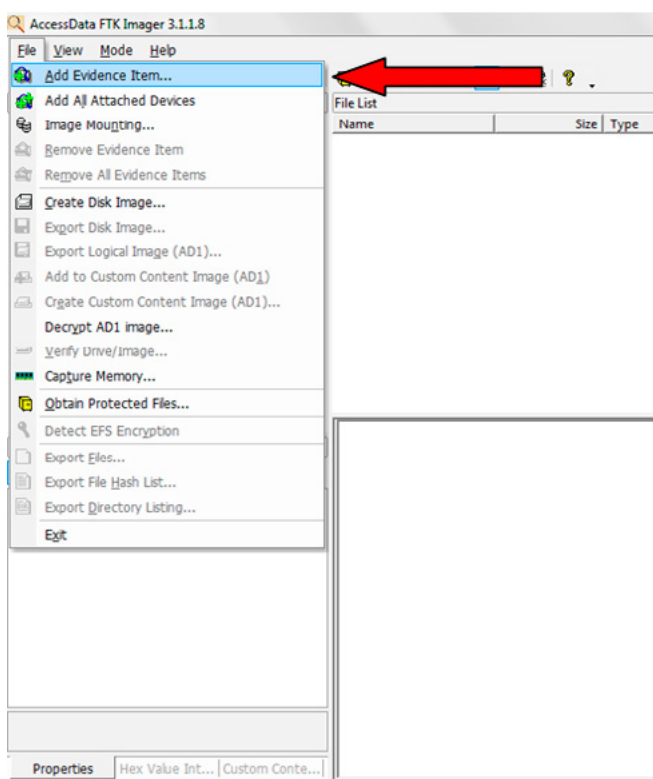 AccessData FTK Imager 3.1.1.8
File View Mode Help
Add Evidence Item...
Add All Attached Devices
Image Mounting...
Remove Evidence Item
Remove All Evidence Items
Create Disk Image...
Export Disk Image...
Export Logical Image (AD1)...
Add to Custom Content Image (AD1)
Create Custom Content Image (AD1)...
Decrypt AD1 image...
Verify Drive/Image...
Capture Memory...
Obtain Protected Files...
Detect EFS Encryption
Export Files...
Export File Hash List...
Export Directory Listing...
Exit
File List
Name Size Type
Properties Hex Value Int... Custom Conte...